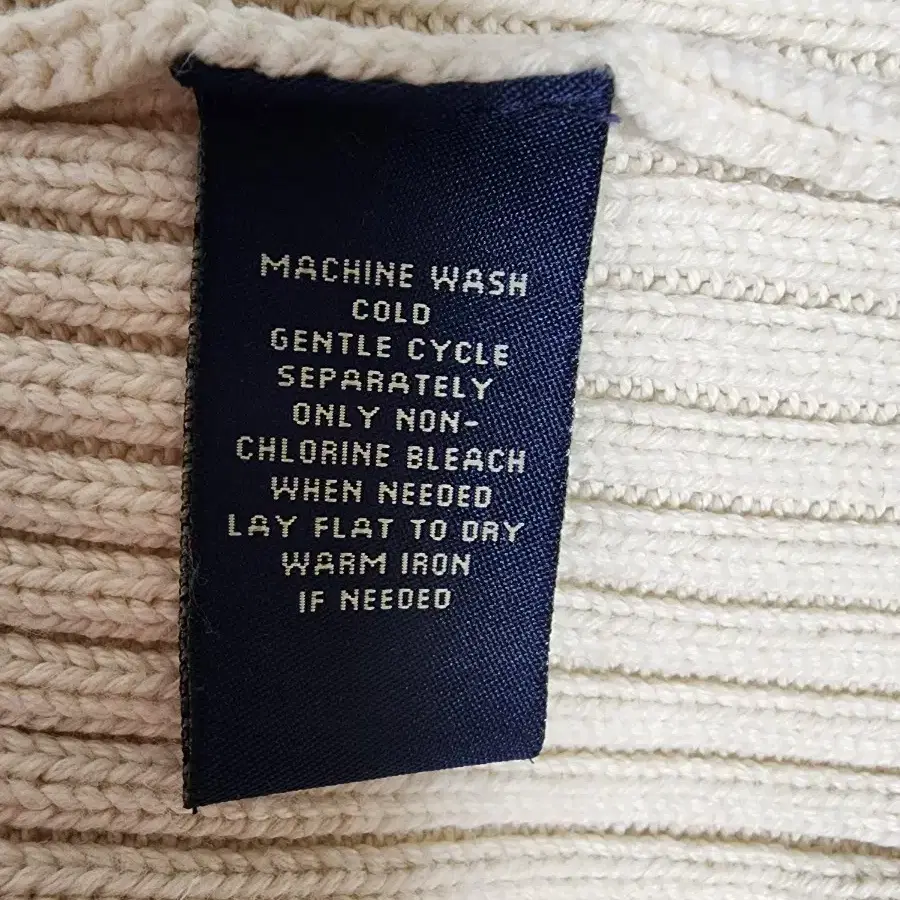 MACHINE WASH
COLD
GENTLE CYCLE
SEPARATELY
ONLY NON-
CHLORINE BLEACH
WHEN NEEDED
LAY FLAT TO DRY
WARM IRON
IF NEEDED